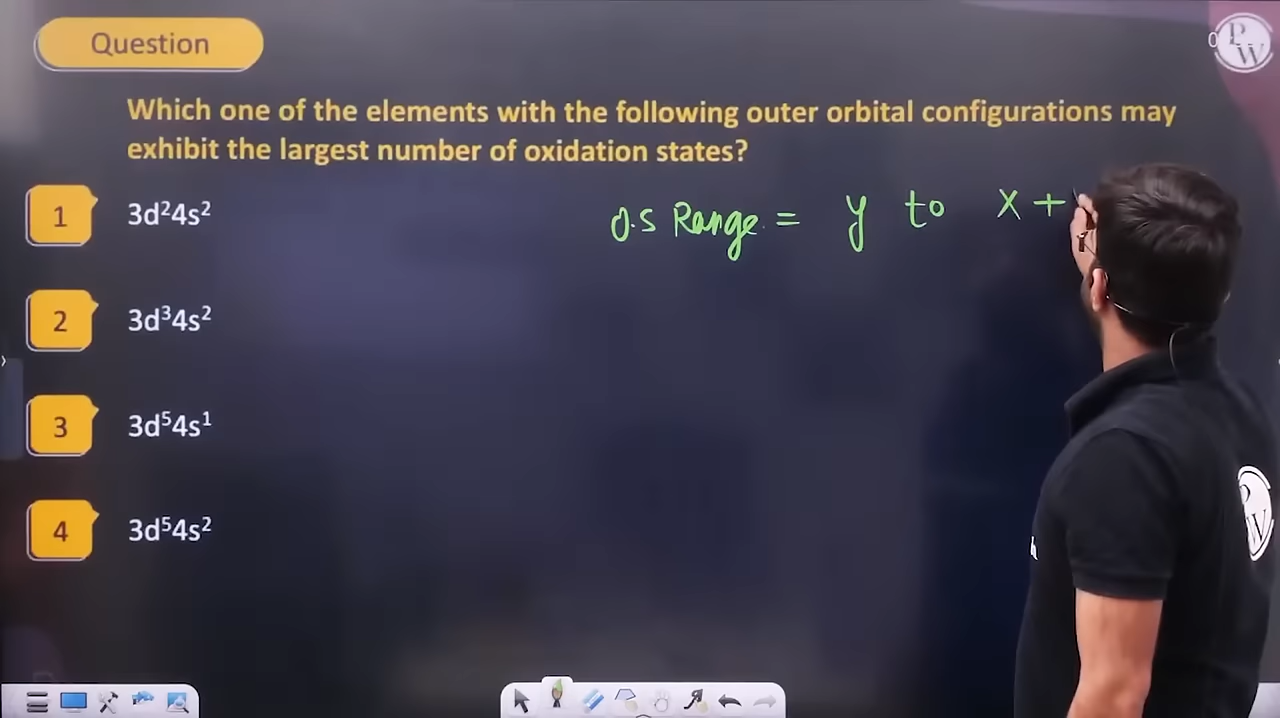 Question
Which one of the elements with the following outer orbital configurations may
exhibit the largest number of oxidation states?
1 3d²4s²
2 3d³4s²
3 3d⁵4s¹
4 3d⁵4s²
O.S Range = y to x+
PW